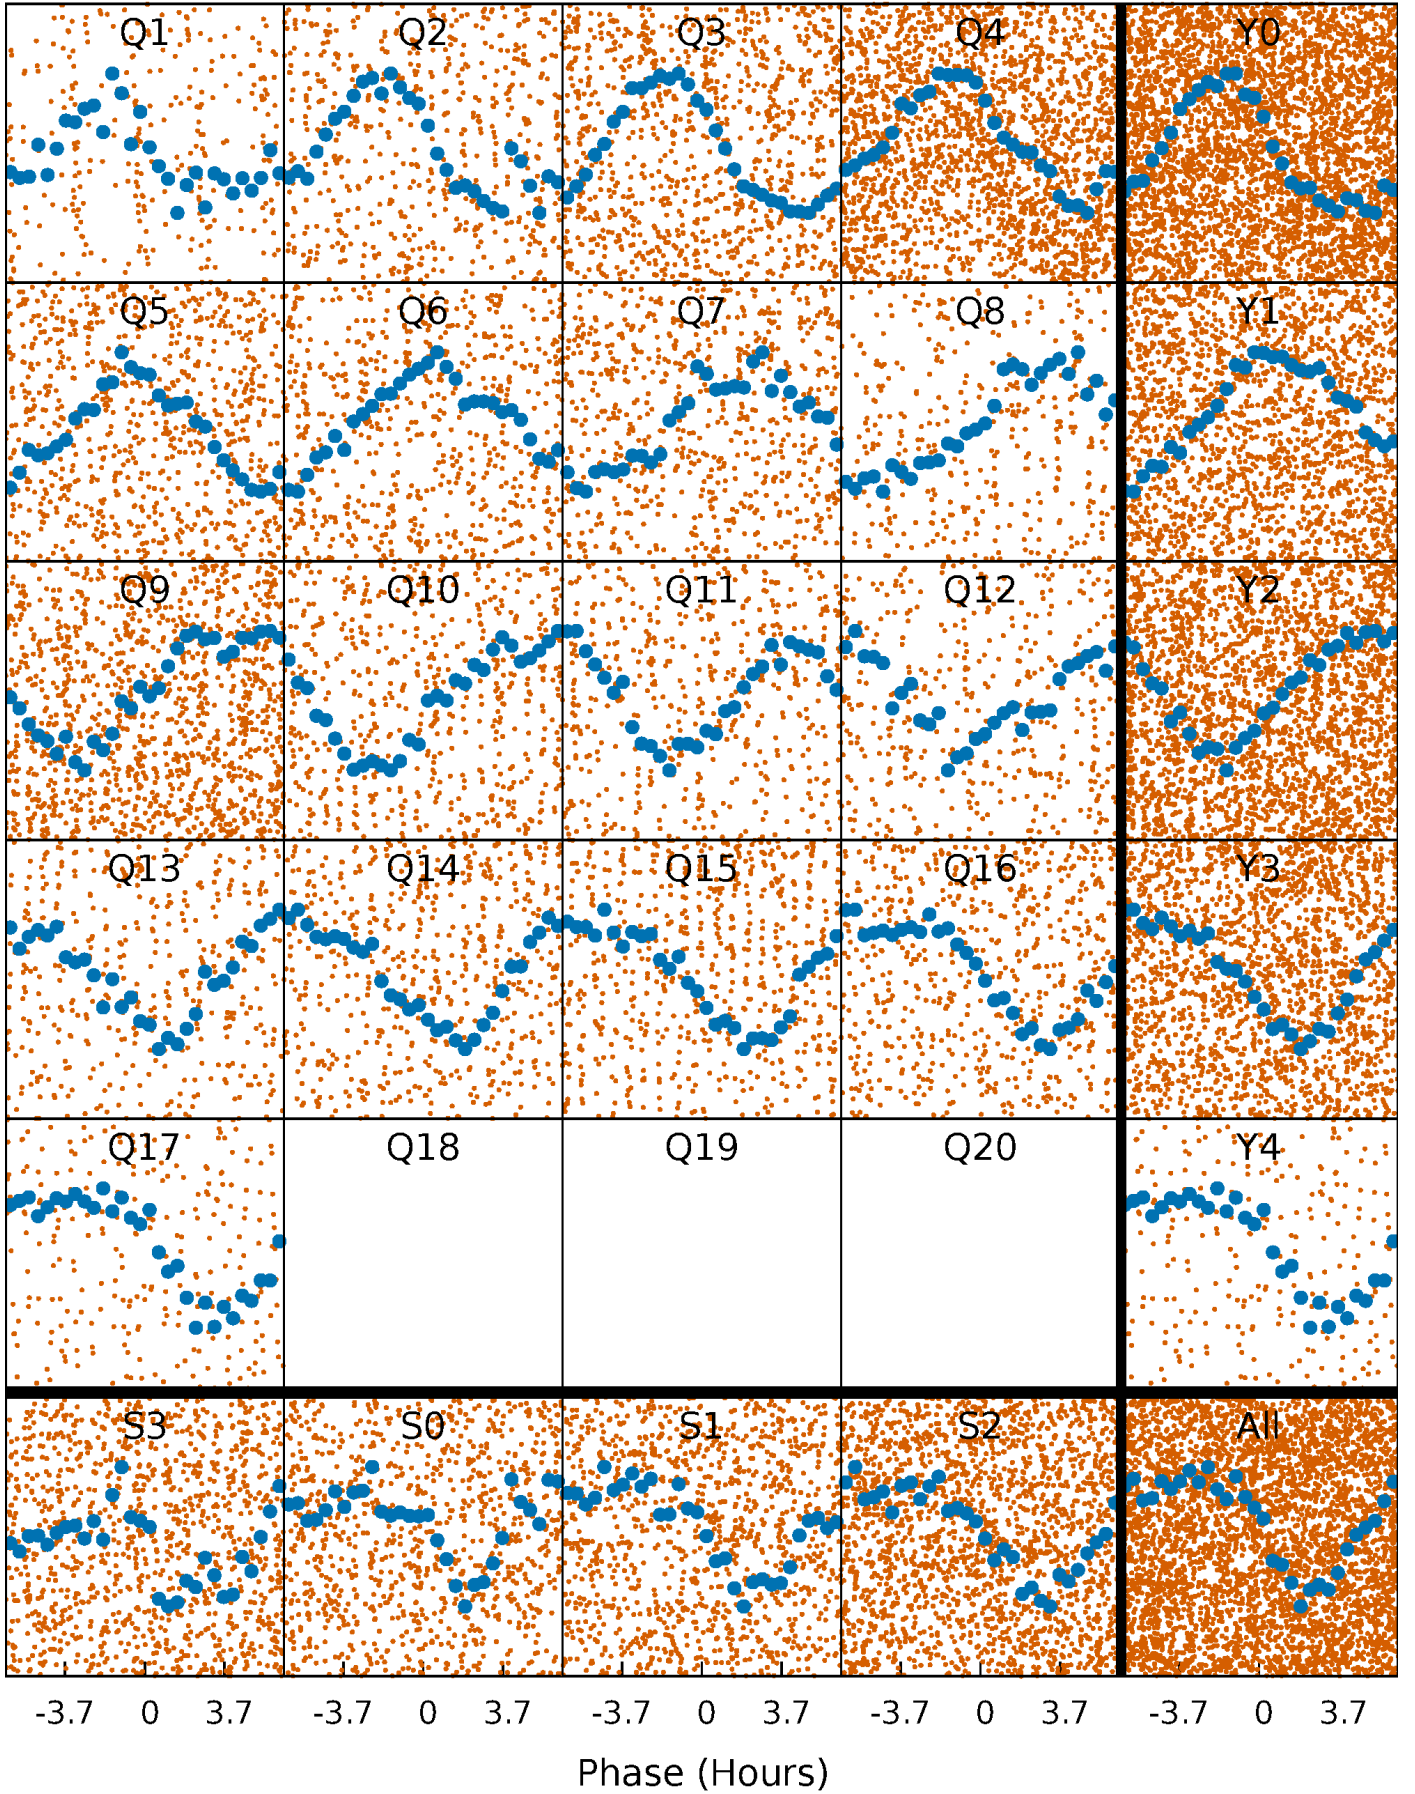 Q1 Q2 Q3 Q4 Y0
Q5 Q6 Q7 Q8 Y1
Q9 Q10 Q11 Q12 Y2
Q13 Q14 Q15 Q16 Y3
Q17 Q18 Q19 Q20 Y4
S3 S0 S1 S2 All
-3.7 0 3.7 -3.7 0 3.7 -3.7 0 3.7 -3.7 0 3.7 -3.7 0 3.7
Phase (Hours)